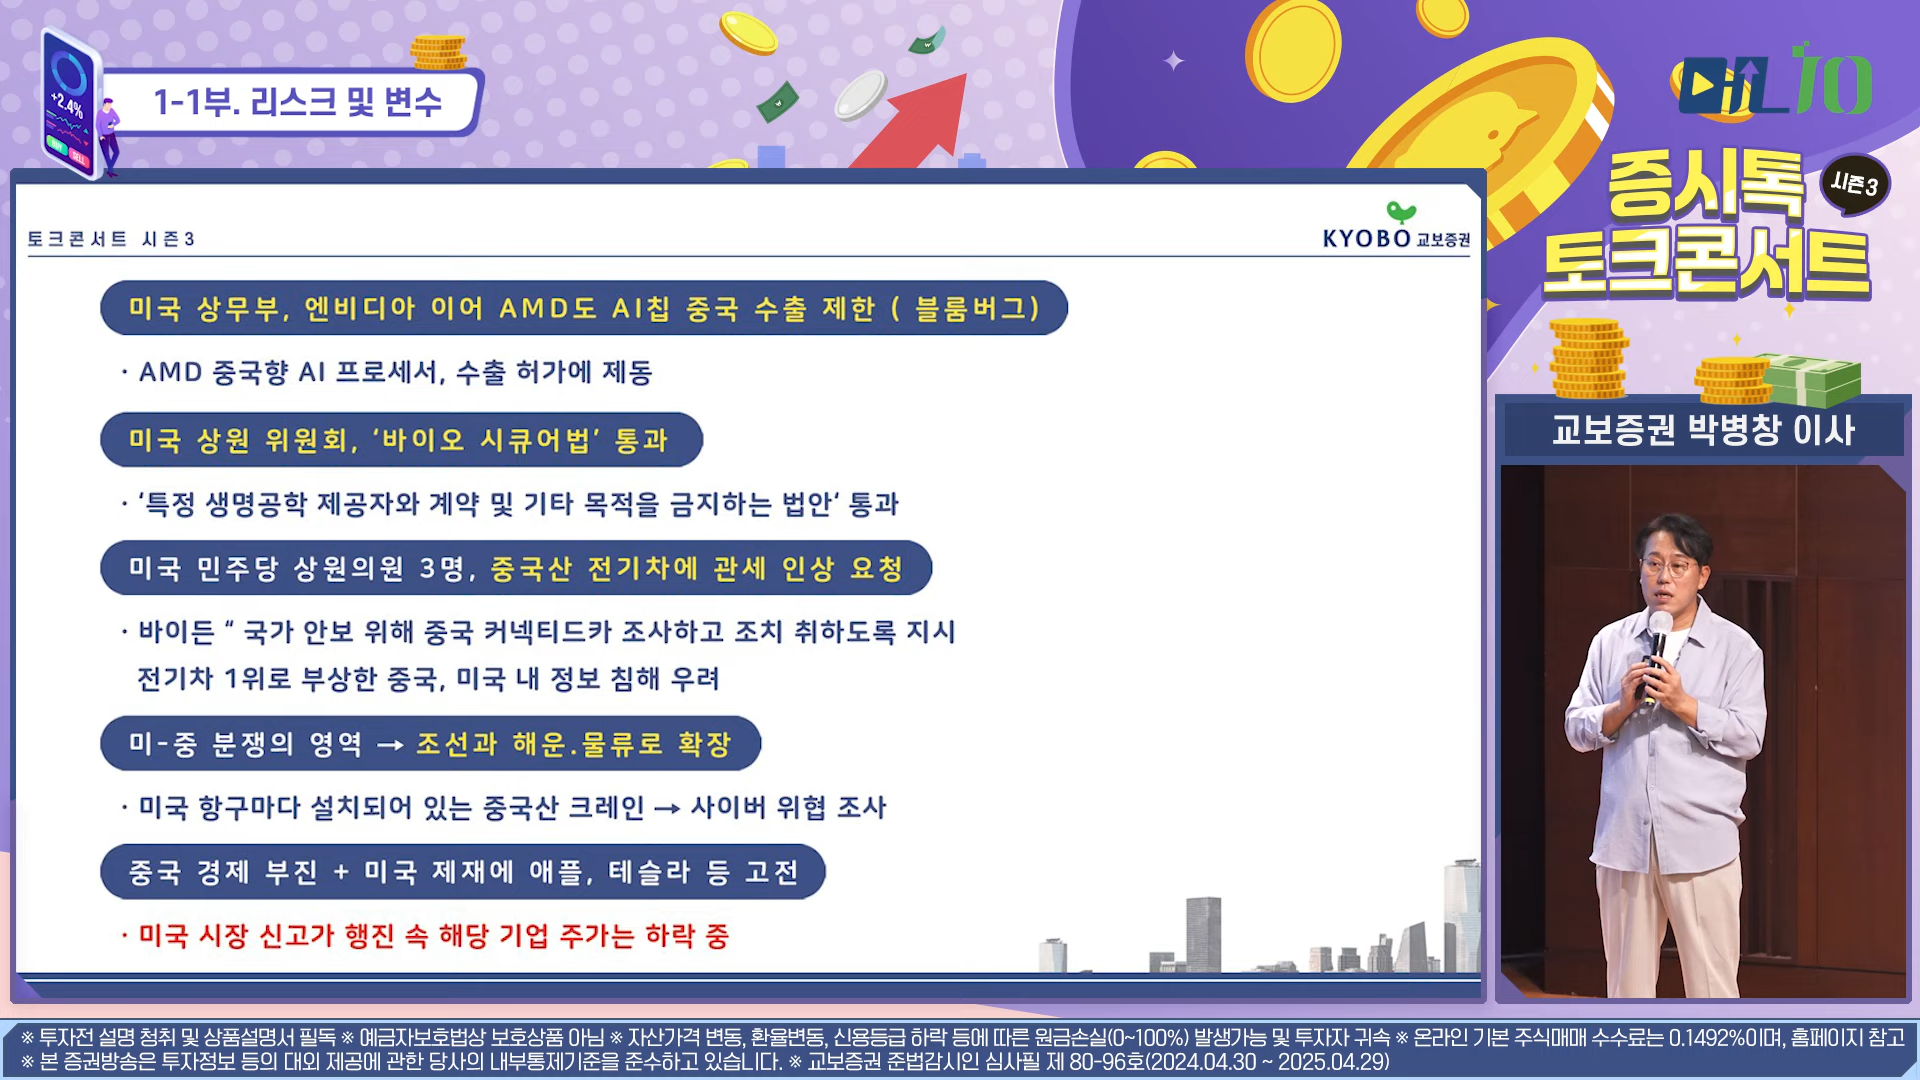 1-1부. 리스크 및 변수
+2.4%
BUY
SELL
10
증시톡
시즌3
토크콘서트
토크콘서트 시즌3
KYOBO 교보증권
미국 상무부, 엔비디아 이어 AMD도 AI칩 중국 수출 제한 ( 블룸버그)
· AMD 중국향 AI 프로세서, 수출 허가에 제동
미국 상원 위원회, ‘바이오 시큐어법’ 통과
· ‘특정 생명공학 제공자와 계약 및 기타 목적을 금지하는 법안‘ 통과
미국 민주당 상원의원 3명, 중국산 전기차에 관세 인상 요청
· 바이든 “ 국가 안보 위해 중국 커넥티드카 조사하고 조치 취하도록 지시
전기차 1위로 부상한 중국, 미국 내 정보 침해 우려
미-중 분쟁의 영역 → 조선과 해운.물류로 확장
· 미국 항구마다 설치되어 있는 중국산 크레인 → 사이버 위협 조사
중국 경제 부진 + 미국 제재에 애플, 테슬라 등 고전
· 미국 시장 신고가 행진 속 해당 기업 주가는 하락 중
교보증권 박병창 이사
※ 투자전 설명 청취 및 상품설명서 필독 ※ 예금자보호법상 보호상품 아님 ※ 자산가격 변동, 환율변동, 신용등급 하락 등에 따른 원금손실(0~100%) 발생가능 및 투자자 귀속 ※ 온라인 기본 주식매매 수수료는 0.1492%이며, 홈페이지 참고
※ 본 증권방송은 투자정보 등의 대외 제공에 관한 당사의 내부통제기준을 준수하고 있습니다. ※ 교보증권 준법감시인 심사필 제 80-96호(2024.04.30 ~ 2025.04.29)